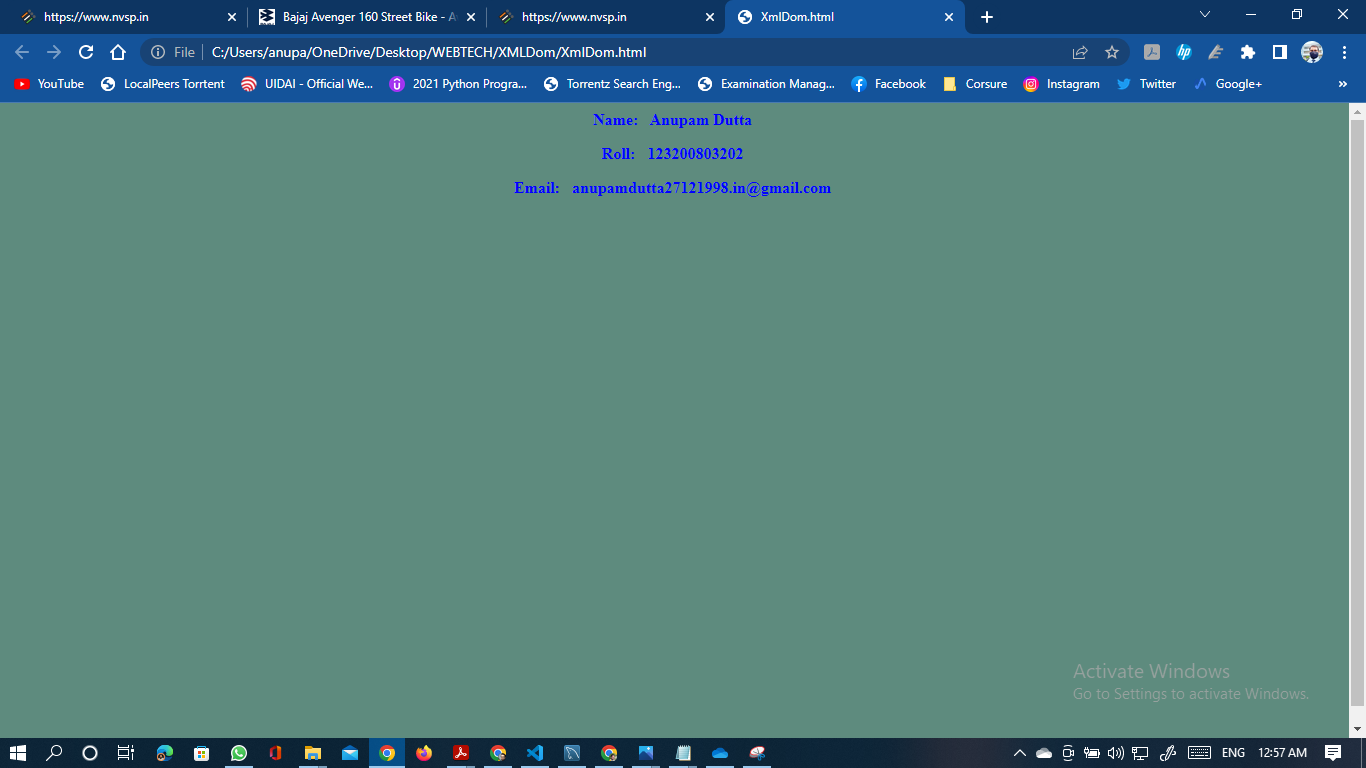 https://www.nvsp.in
Bajaj Avenger 160 Street Bike - A
https://www.nvsp.in
XmlDom.html
File
C:/Users/anupa/OneDrive/Desktop/WEBTECH/XMLDom/XmlDom.html
YouTube
LocalPeers Torrtent
UIDAI - Official We...
2021 Python Progra...
Torrentz Search Eng...
Examination Manag...
Facebook
Corsure
Instagram
Twitter
Google+
»
Name: Anupam Dutta
Roll: 123200803202
Email: anupamdutta27121998.in@gmail.com
Activate Windows
Go to Settings to activate Windows.
ENG
12:57 AM